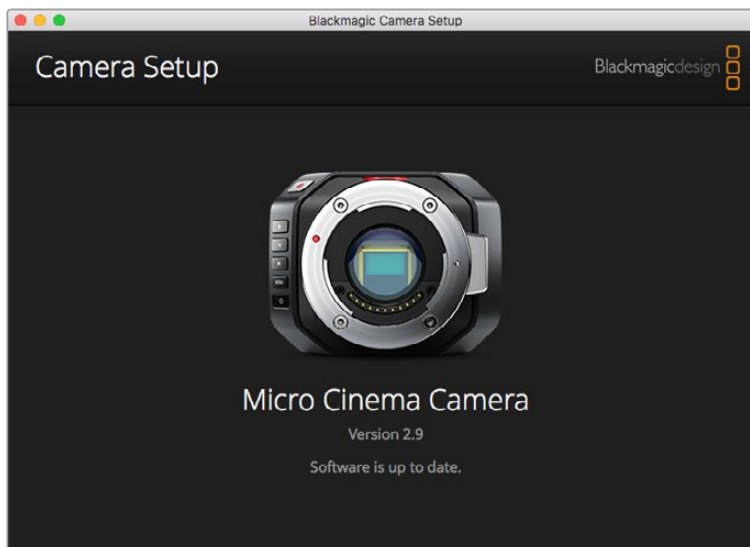 Blackmagic Camera Setup
Camera Setup
Blackmagicdesign
Micro Cinema Camera
Version 2.9
Software is up to date.